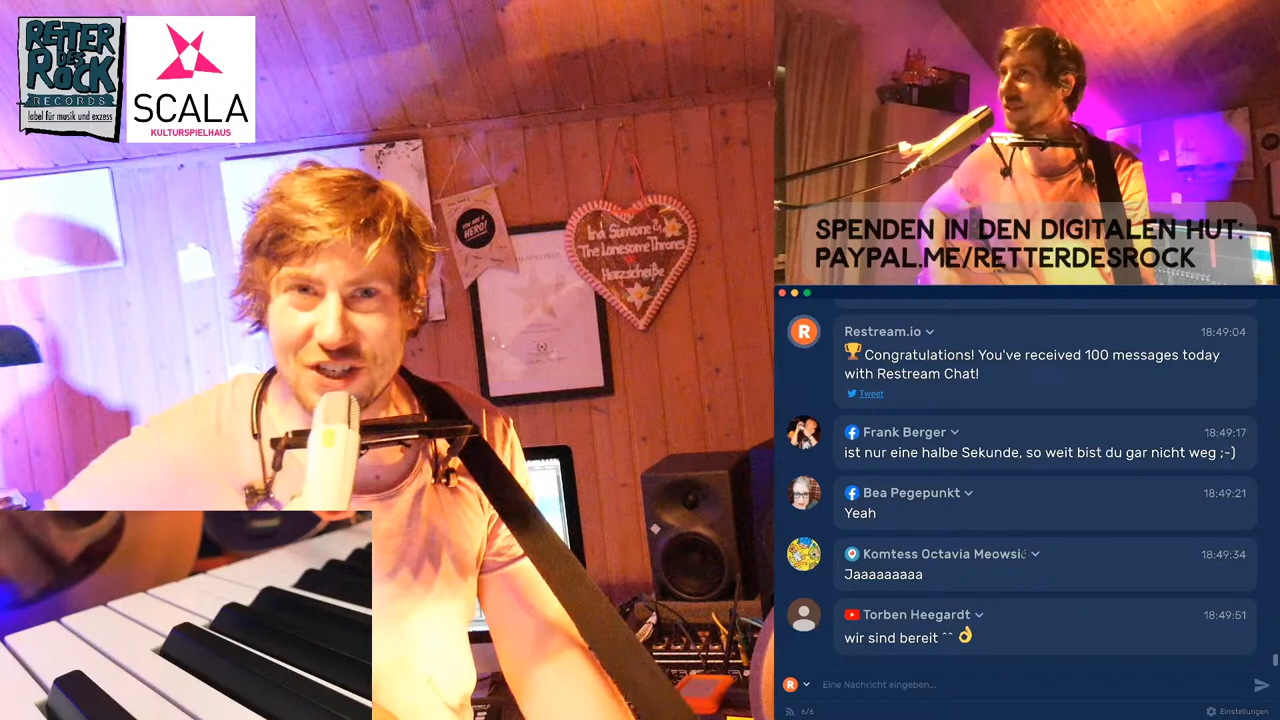 RETTER
DES
ROCK
RECORDS
label für musik und exzess
SCALA
KULTURSPIELHAUS
YOU ARE A
HERO!
Ina Simone &
The Lonesome Thrones
Herzscheiße
SPENDEN IN DEN DIGITALEN HUT:
PAYPAL.ME/RETTERDESROCK
R
Restream.io
18:49:04
🏆 Congratulations! You've received 100 messages today
with Restream Chat!
Tweet
Frank Berger
18:49:17
ist nur eine halbe Sekunde, so weit bist du gar nicht weg ;-)
Bea Pegepunkt
18:49:21
Yeah
Komtess Octavia Meowsi
18:49:34
Jaaaaaaaaa
Torben Heegardt
18:49:51
wir sind bereit ^^ 👌
R
Eine Nachricht eingeben...
6/6
Einstellungen